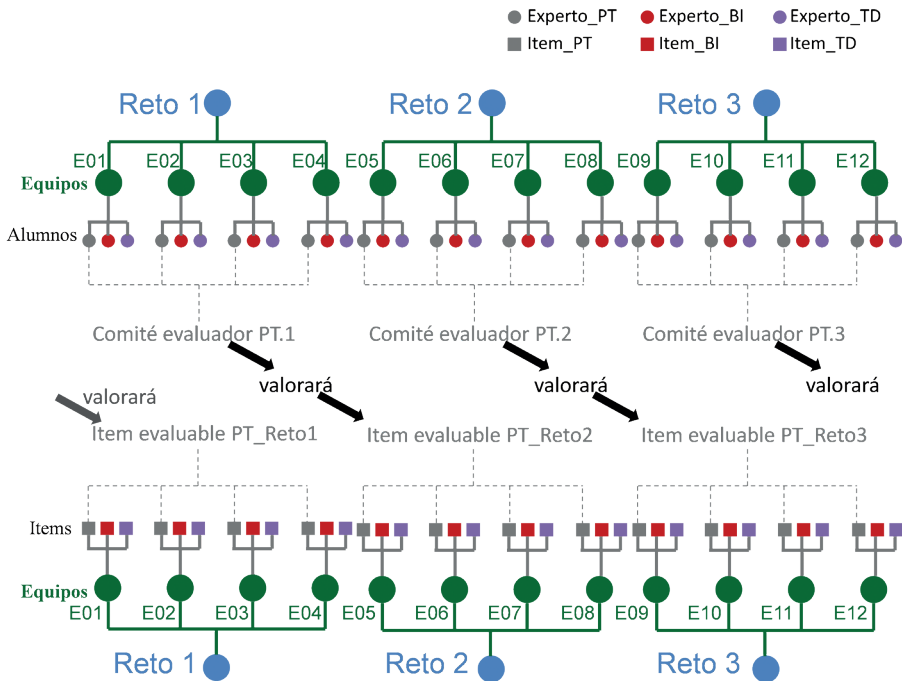 Experto_PT Experto_BI Experto_TD
Item_PT Item_BI Item_TD
Reto 1 Reto 2 Reto 3
E01 E02 E03 E04 E05 E06 E07 E08 E09 E10 E11 E12
Equipos
Alumnos
Comité evaluador PT.1 Comité evaluador PT.2 Comité evaluador PT.3
valorará valorará valorará
valorará
Item evaluable PT_Reto1 Item evaluable PT_Reto2 Item evaluable PT_Reto3
Items
Equipos
E01 E02 E03 E04 E05 E06 E07 E08 E09 E10 E11 E12
Reto 1 Reto 2 Reto 3